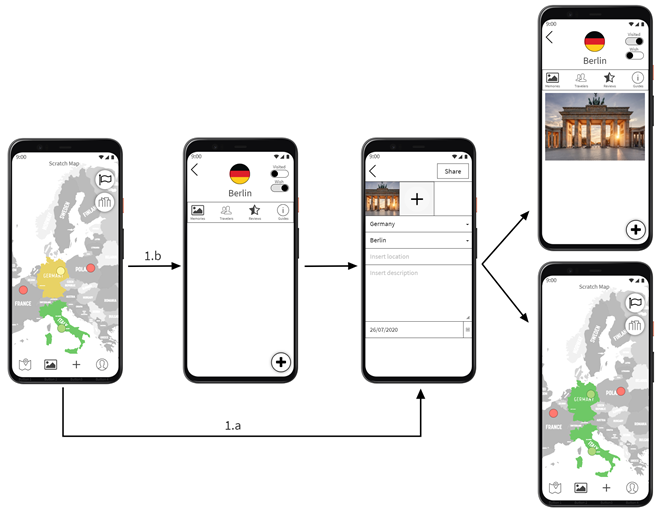 9:00
Scratch Map
SWEDEN
FINLAND
GERMANY
POLA
FRANCE
ITALY
1.b
9:00
Visited
Wish
Berlin
Memories
Travelers
Reviews
Guides
9:00
Share
Germany
Berlin
Insert location
Insert description
26/07/2020
1.a
9:00
Visited
Wish
Berlin
Memories
Travelers
Reviews
Guides
9:00
Scratch Map
SWEDEN
FINLAND
GERMANY
POLA
FRANCE
ITALY